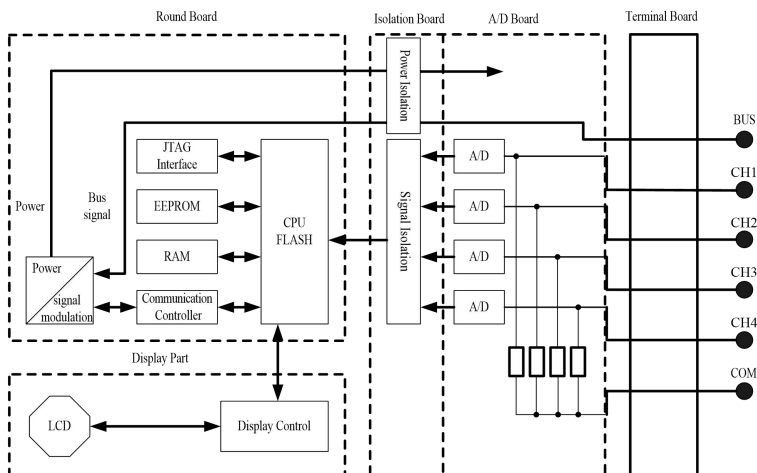 Round Board
Isolation Board
A/D Board
Terminal Board
Power Isolation
BUS
JTAG
Interface
A/D
CH1
Power
Bus
signal
EEPROM
CPU
FLASH
Signal Isolation
A/D
CH2
RAM
A/D
CH3
Power
signal
modulation
Communication
Controller
A/D
CH4
Display Part
COM
LCD
Display Control